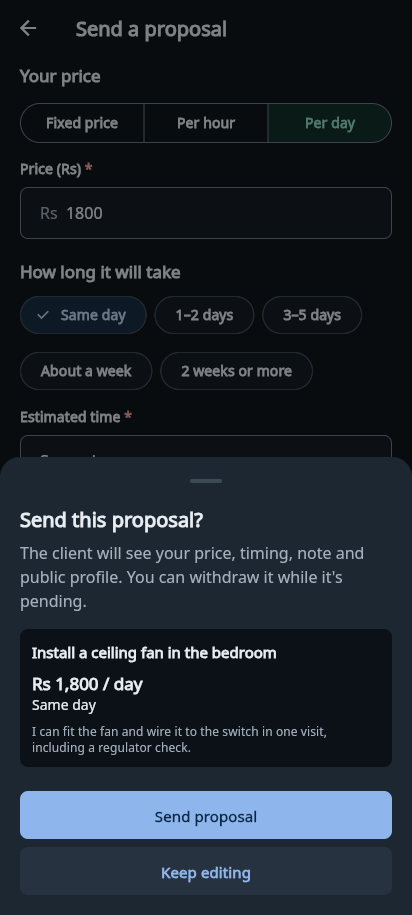 Send a proposal
Your price
Fixed price
Per hour
Per day
Price (Rs) *
Rs 1800
How long it will take
Same day
1–2 days
3–5 days
About a week
2 weeks or more
Estimated time *
Send this proposal?
The client will see your price, timing, note and
public profile. You can withdraw it while it's
pending.
Install a ceiling fan in the bedroom
Rs 1,800 / day
Same day
I can fit the fan and wire it to the switch in one visit,
including a regulator check.
Send proposal
Keep editing